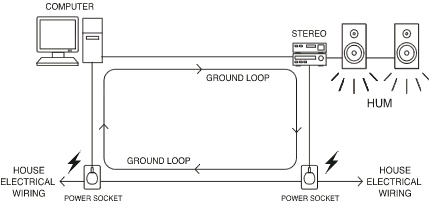 COMPUTER
STEREO
GROUND LOOP
HUM
GROUND LOOP
HOUSE
ELECTRICAL
WIRING
POWER SOCKET
POWER SOCKET
HOUSE
ELECTRICAL
WIRING